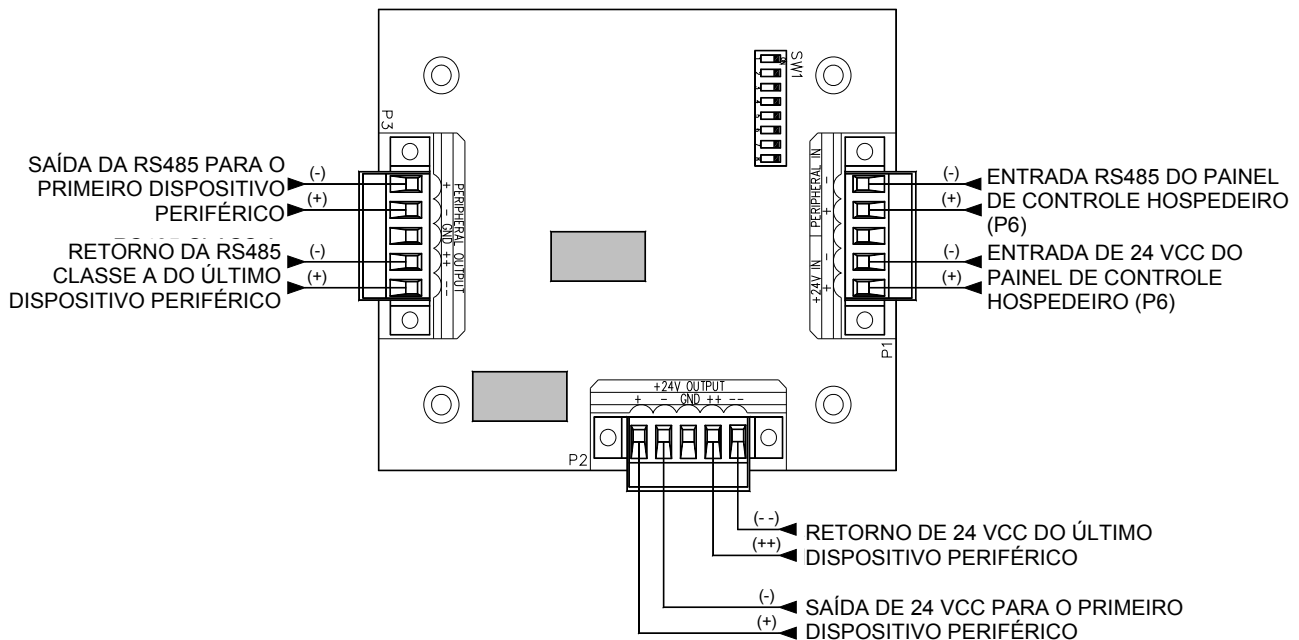 SW1
P3
SAÍDA DA RS485 PARA O
PRIMEIRO DISPOSITIVO
PERIFÉRICO
(-)
(+)
RETORNO DA RS485
CLASSE A DO ÚLTIMO
DISPOSITIVO PERIFÉRICO
(-)
(+)
+ - GND ++ --
PERIPHERAL OUTPUT
PERIPHERAL IN
- +
+24V IN
- +
(-)
(+)
ENTRADA RS485 DO PAINEL
DE CONTROLE HOSPEDEIRO
(P6)
(-)
(+)
ENTRADA DE 24 VCC DO
PAINEL DE CONTROLE
HOSPEDEIRO (P6)
P1
+24V OUTPUT
+ - GND ++ --
P2
(- -)
(++)
RETORNO DE 24 VCC DO ÚLTIMO
DISPOSITIVO PERIFÉRICO
(-)
(+)
SAÍDA DE 24 VCC PARA O PRIMEIRO
DISPOSITIVO PERIFÉRICO